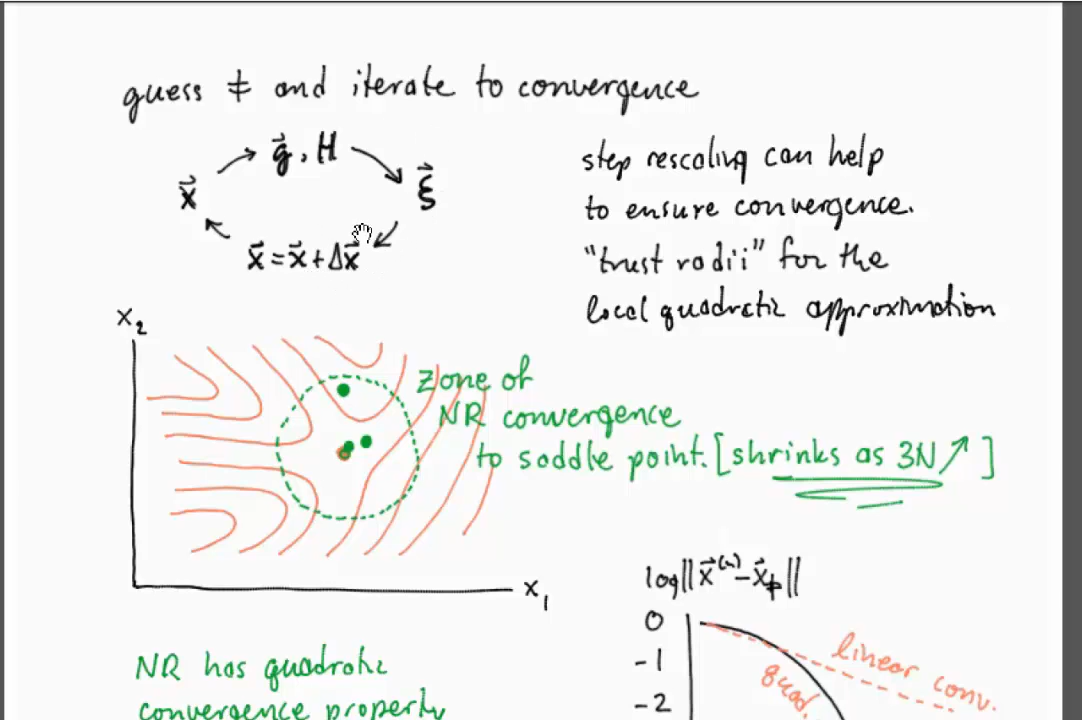 guess ‡ and iterate to convergence
g⃗, H
x⃗
ξ⃗
x⃗ = x⃗ + Δx⃗
step rescaling can help
to ensure convergence.
"trust radii" for the
local quadratic approximation
x₂
zone of
NR convergence
to saddle point. [shrinks as 3N ↗]
x₁
NR has quadratic
convergence property
log||x⃗⁽ⁿ⁾ - x⃗‡||
0
-1
-2
linear conv.
quad.